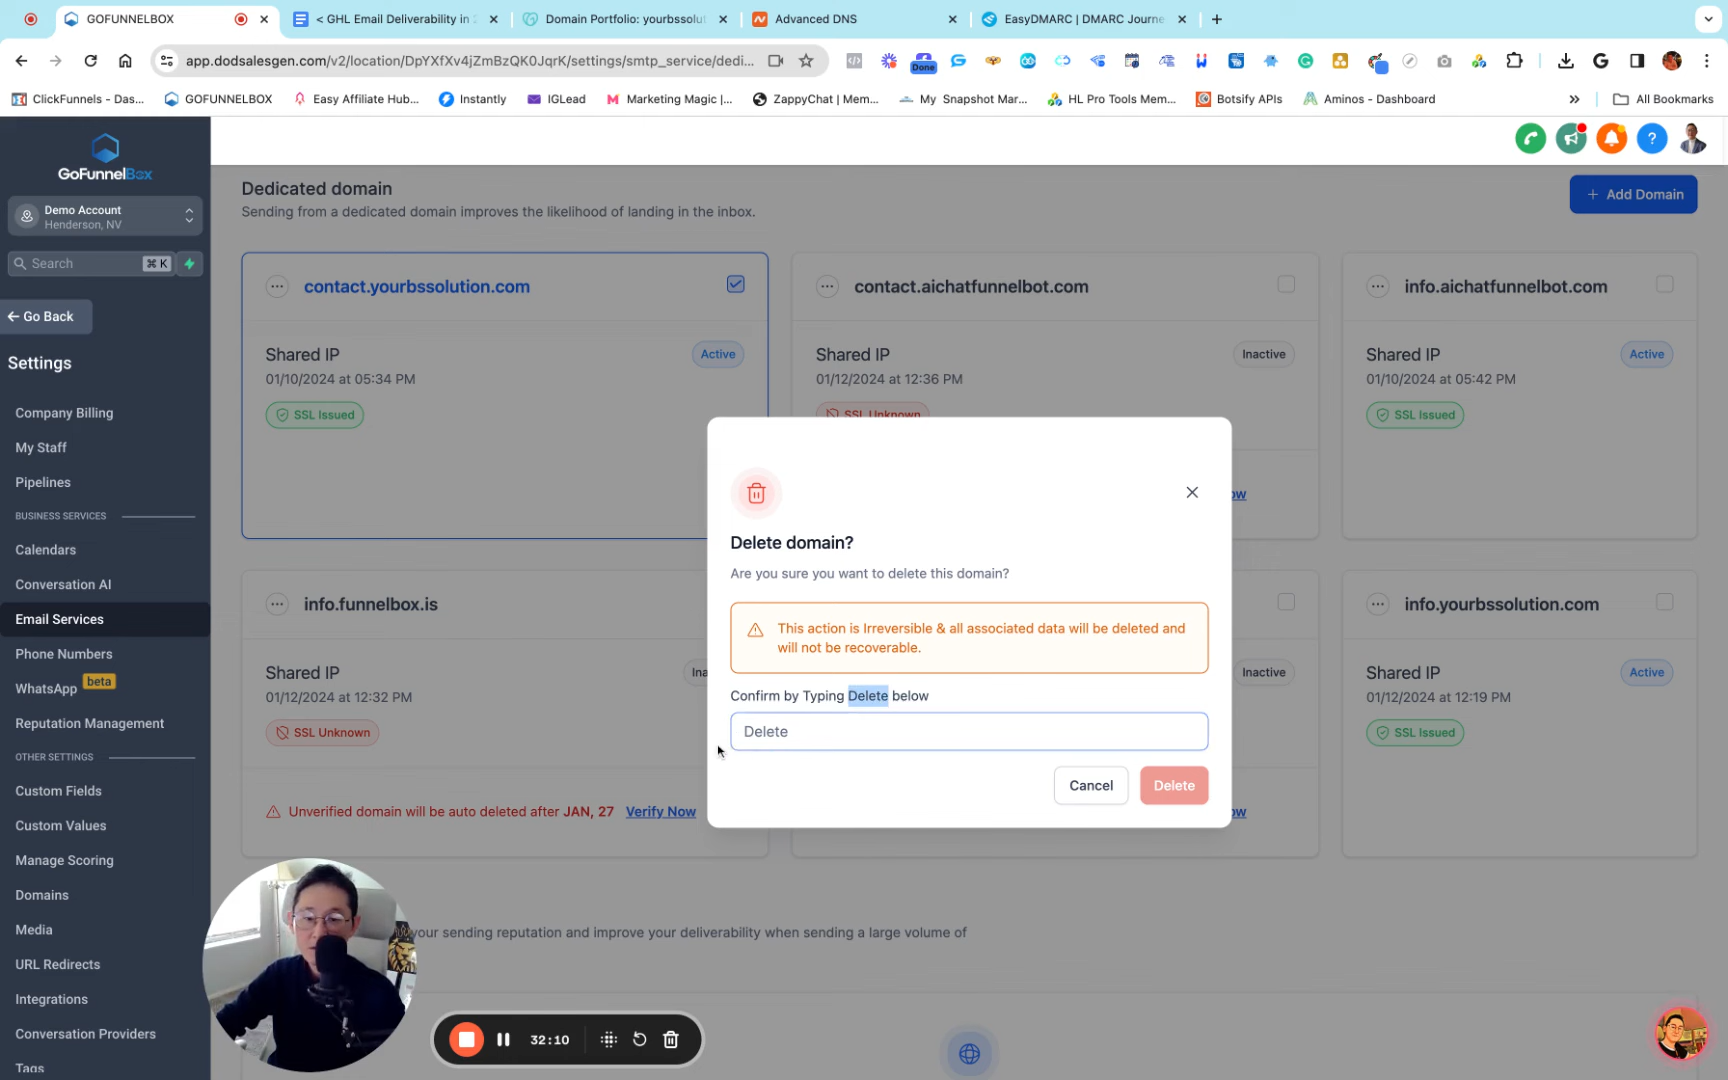 GOFUNNELBOX
< GHL Email Deliverability in 2
Domain Portfolio: yourbssolut
Advanced DNS
EasyDMARC | DMARC Journe
app.dodsalesgen.com/v2/location/DpYXfXv4jZmBzQK0JqrK/settings/smtp_service/dedi...
Done
ClickFunnels - Das...
GOFUNNELBOX
Easy Affiliate Hub...
Instantly
IGLead
Marketing Magic |...
ZappyChat | Mem...
My Snapshot Mar...
HL Pro Tools Mem...
Botsify APIs
Aminos - Dashboard
»
All Bookmarks
GoFunnelBox
Demo Account
Henderson, NV
Search
⌘ K
Go Back
Settings
Company Billing
My Staff
Pipelines
BUSINESS SERVICES
Calendars
Conversation AI
Email Services
Phone Numbers
WhatsApp beta
Reputation Management
OTHER SETTINGS
Custom Fields
Custom Values
Manage Scoring
Domains
Media
URL Redirects
Integrations
Conversation Providers
Tags
Dedicated domain
Sending from a dedicated domain improves the likelihood of landing in the inbox.
+ Add Domain
contact.yourbssolution.com
Shared IP
Active
01/10/2024 at 05:34 PM
SSL Issued
contact.aichatfunnelbot.com
Shared IP
Inactive
01/12/2024 at 12:36 PM
SSL Unknown
ow
info.aichatfunnelbot.com
Shared IP
Active
01/10/2024 at 05:42 PM
SSL Issued
info.funnelbox.is
Shared IP
Ina
01/12/2024 at 12:32 PM
SSL Unknown
Unverified domain will be auto deleted after JAN, 27 Verify Now
Inactive
ow
info.yourbssolution.com
Shared IP
Active
01/12/2024 at 12:19 PM
SSL Issued
Delete domain?
Are you sure you want to delete this domain?
This action is Irreversible & all associated data will be deleted and
will not be recoverable.
Confirm by Typing Delete below
Delete
Cancel
Delete
your sending reputation and improve your deliverability when sending a large volume of
32:10